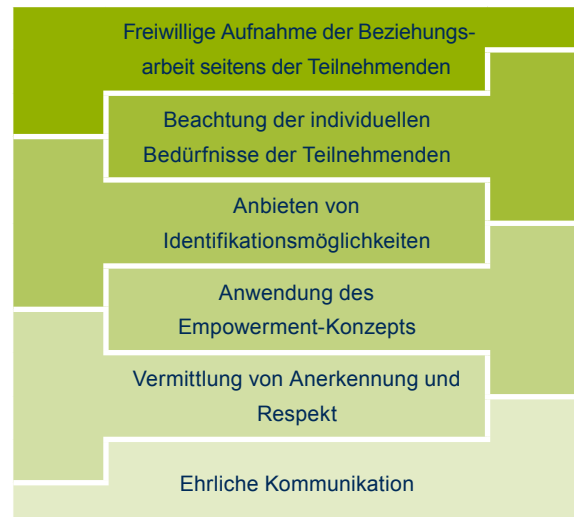 Freiwillige Aufnahme der Beziehungs-
arbeit seitens der Teilnehmenden
Beachtung der individuellen
Bedürfnisse der Teilnehmenden
Anbieten von
Identifikationsmöglichkeiten
Anwendung des
Empowerment-Konzepts
Vermittlung von Anerkennung und
Respekt
Ehrliche Kommunikation